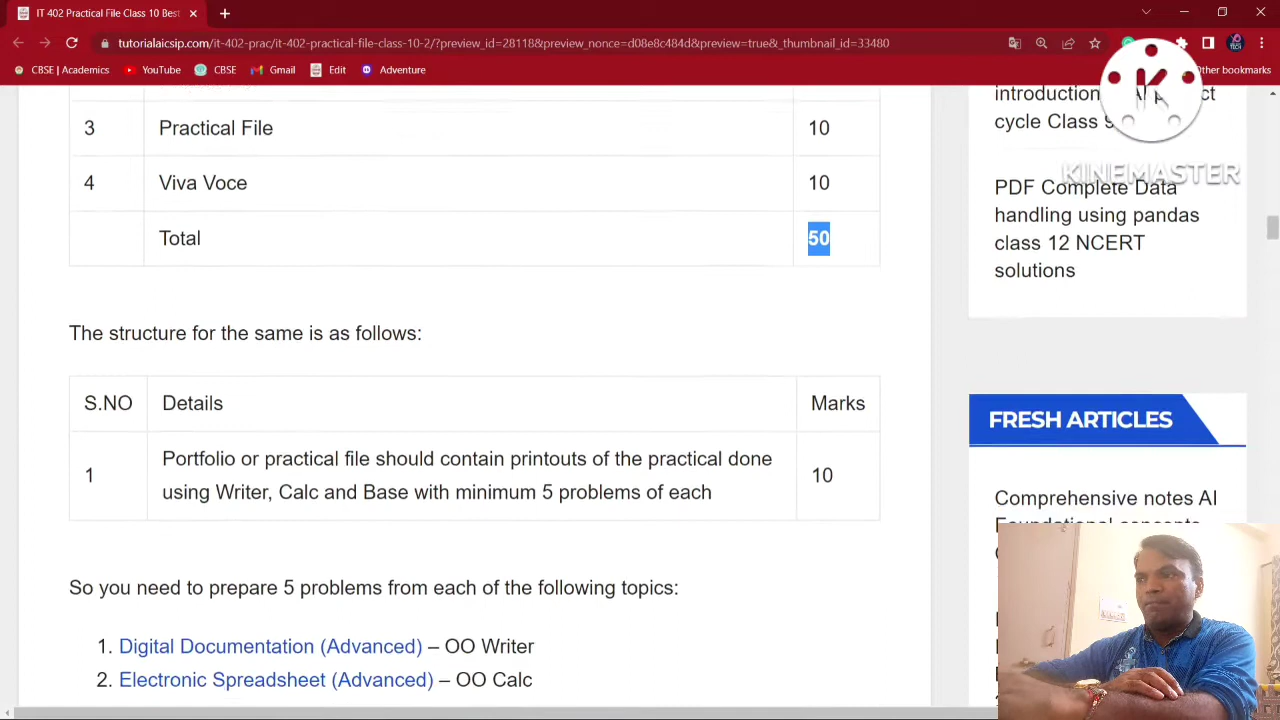 IT 402 Practical File Class 10 Best
tutorialaicsip.com/it-402-prac/it-402-practical-file-class-10-2/?preview_id=28118&preview_nonce=d08e8c484d&preview=true&_thumbnail_id=33480
CBSE | Academics
YouTube
CBSE
Gmail
Edit
Adventure
Other bookmarks
3 Practical File 10
4 Viva Voce 10
Total 50
The structure for the same is as follows:
S.NO Details Marks
1 Portfolio or practical file should contain printouts of the practical done 10
using Writer, Calc and Base with minimum 5 problems of each
So you need to prepare 5 problems from each of the following topics:
1. Digital Documentation (Advanced) – OO Writer
2. Electronic Spreadsheet (Advanced) – OO Calc
introduction AI
cycle Class
KINEMASTER
PDF Complete Data
handling using pandas
class 12 NCERT
solutions
FRESH ARTICLES
Comprehensive notes AI
Foundational concepts